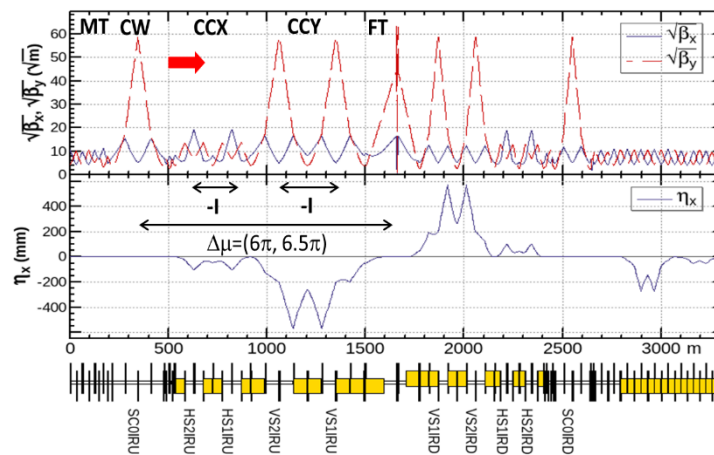 MT CW CCX CCY FT
√βx
√βy
√βx, √βy (√m)
60
50
40
30
20
10
0
ηx
-I
-I
Δμ=(6π, 6.5π)
ηx (mm)
400
200
0
-200
-400
0 500 1000 1500 2000 2500 3000 m
SC0IRU
HS2IRU
HS1IRU
VS2IRU
VS1IRU
VS1IRD
VS2IRD
HS1IRD
HS2IRD
SC0IRD